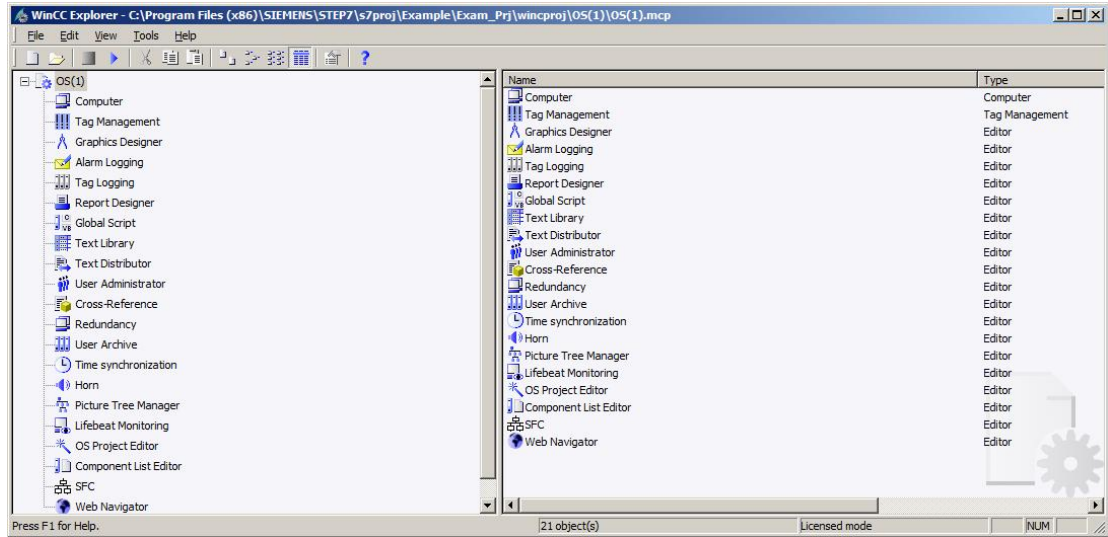 WinCC Explorer - C:\Program Files (x86)\SIEMENS\STEP7\s7proj\Example\Exam_Prj\wincproj\OS(1)\OS(1).mcp
File Edit View Tools Help
OS(1)
Computer
Tag Management
Graphics Designer
Alarm Logging
Tag Logging
Report Designer
Global Script
Text Library
Text Distributor
User Administrator
Cross-Reference
Redundancy
User Archive
Time synchronization
Horn
Picture Tree Manager
Lifebeat Monitoring
OS Project Editor
Component List Editor
SFC
Web Navigator
Name Type
Computer Computer
Tag Management Tag Management
Graphics Designer Editor
Alarm Logging Editor
Tag Logging Editor
Report Designer Editor
Global Script Editor
Text Library Editor
Text Distributor Editor
User Administrator Editor
Cross-Reference Editor
Redundancy Editor
User Archive Editor
Time synchronization Editor
Horn Editor
Picture Tree Manager Editor
Lifebeat Monitoring Editor
OS Project Editor Editor
Component List Editor Editor
SFC Editor
Web Navigator Editor
Press F1 for Help. 21 object(s) Licensed mode NUM